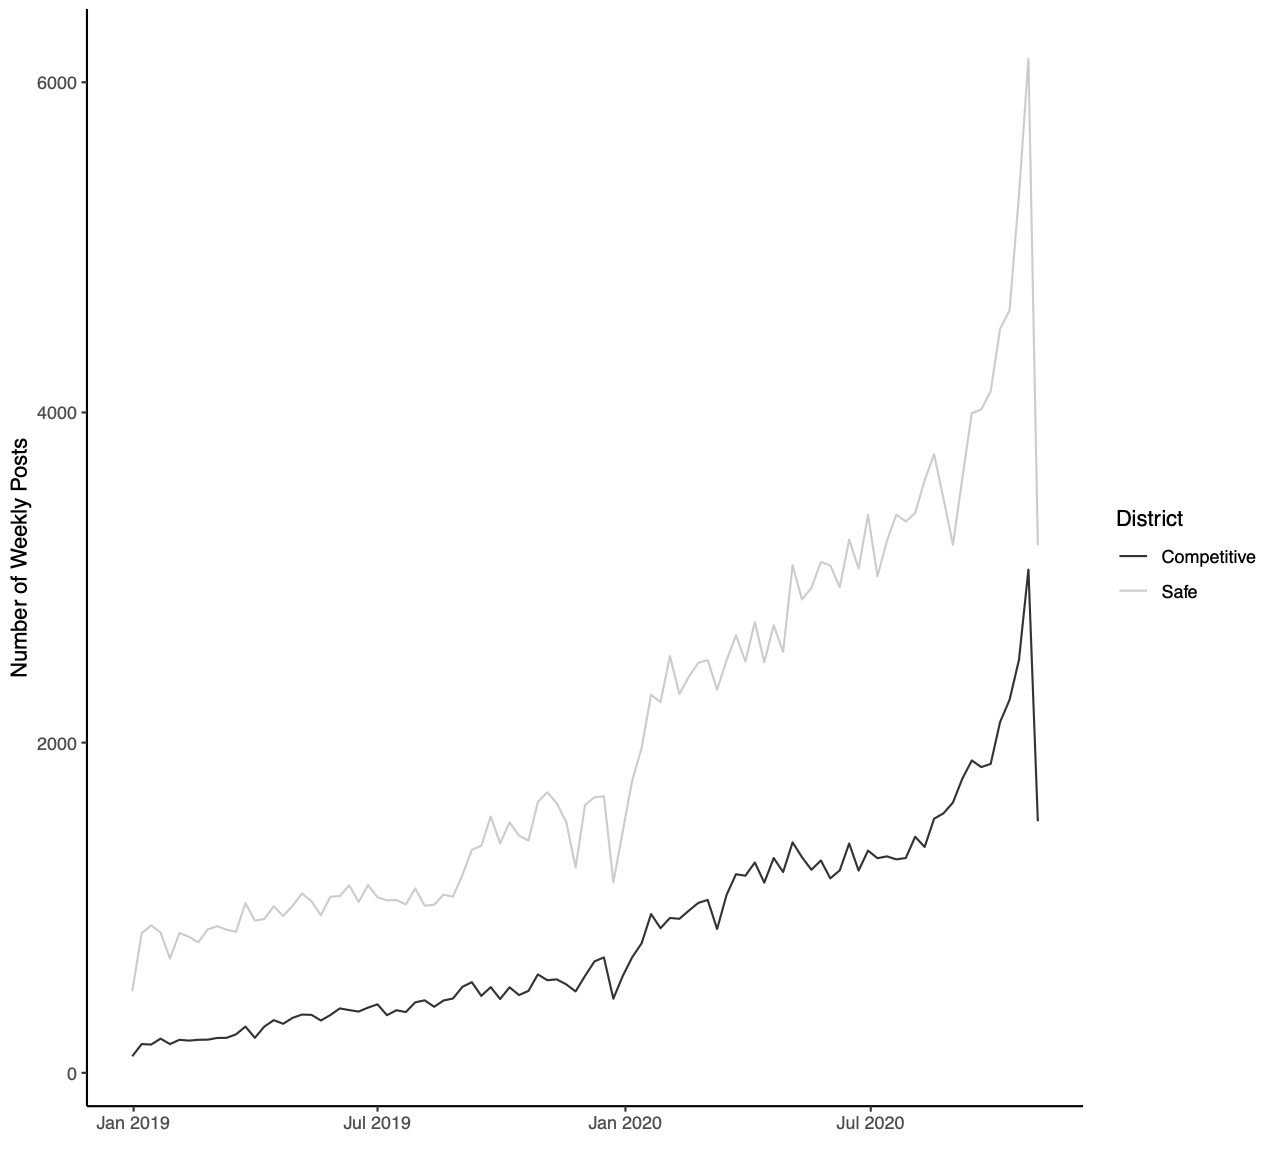 Number of Weekly Posts
6000
4000
2000
0
Jan 2019
Jul 2019
Jan 2020
Jul 2020
District
Competitive
Safe